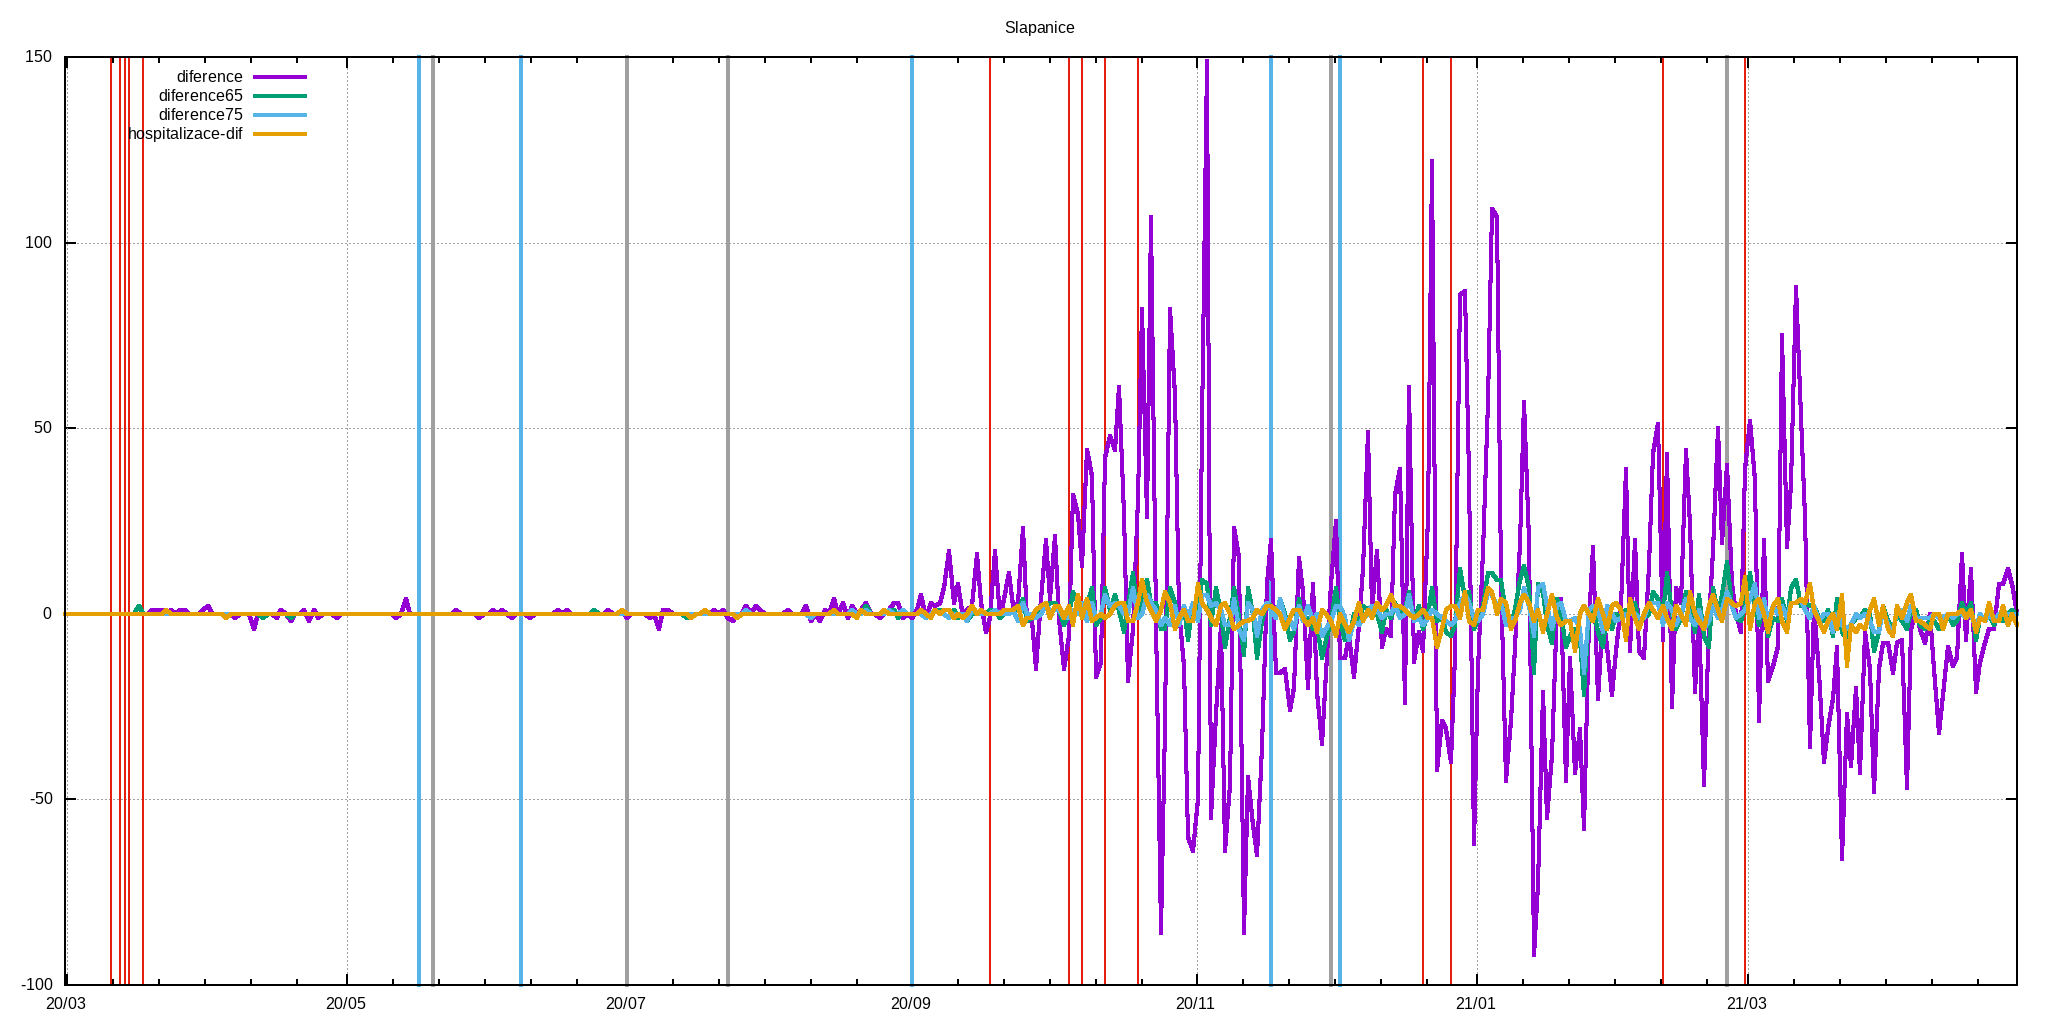 Slapanice
150
100
50
0
-50
-100
diference
diference65
diference75
hospitalizace-dif
20/03 20/05 20/07 20/09 20/11 21/01 21/03